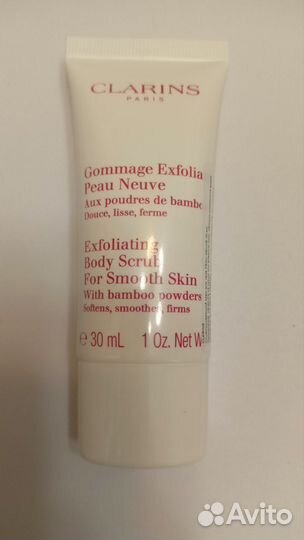 CLARINS
PARIS
Gommage Exfolia
Peau Neuve
Aux poudres de bambo
Douce, lisse, ferme
Exfoliating
Body Scrub
For Smooth Skin
With bamboo powders
Softens, smoothes, firms
e 30 mL 1 Oz. Net W
Avito